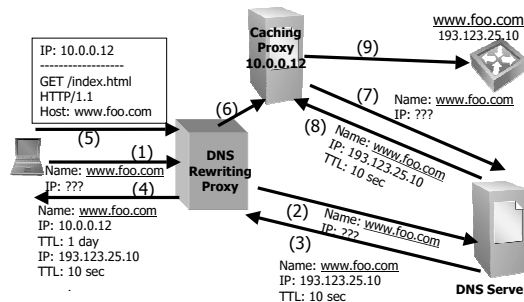 www.foo.com
193.123.25.10
Caching
Proxy
10.0.0.12
(9)
IP: 10.0.0.12
------------------
GET /index.html
HTTP/1.1
Host: www.foo.com
(5)
(6)
(7)
Name: www.foo.com
IP: ???
(8)
Name: www.foo.com
IP: 193.123.25.10
TTL: 10 sec
(1)
Name: www.foo.com
IP: ???
DNS
Rewriting
Proxy
(4)
Name: www.foo.com
IP: 10.0.0.12
TTL: 1 day
IP: 193.123.25.10
TTL: 10 sec
.
(2)
Name: www.foo.com
IP: ???
(3)
Name: www.foo.com
IP: 193.123.25.10
TTL: 10 sec
DNS Serve